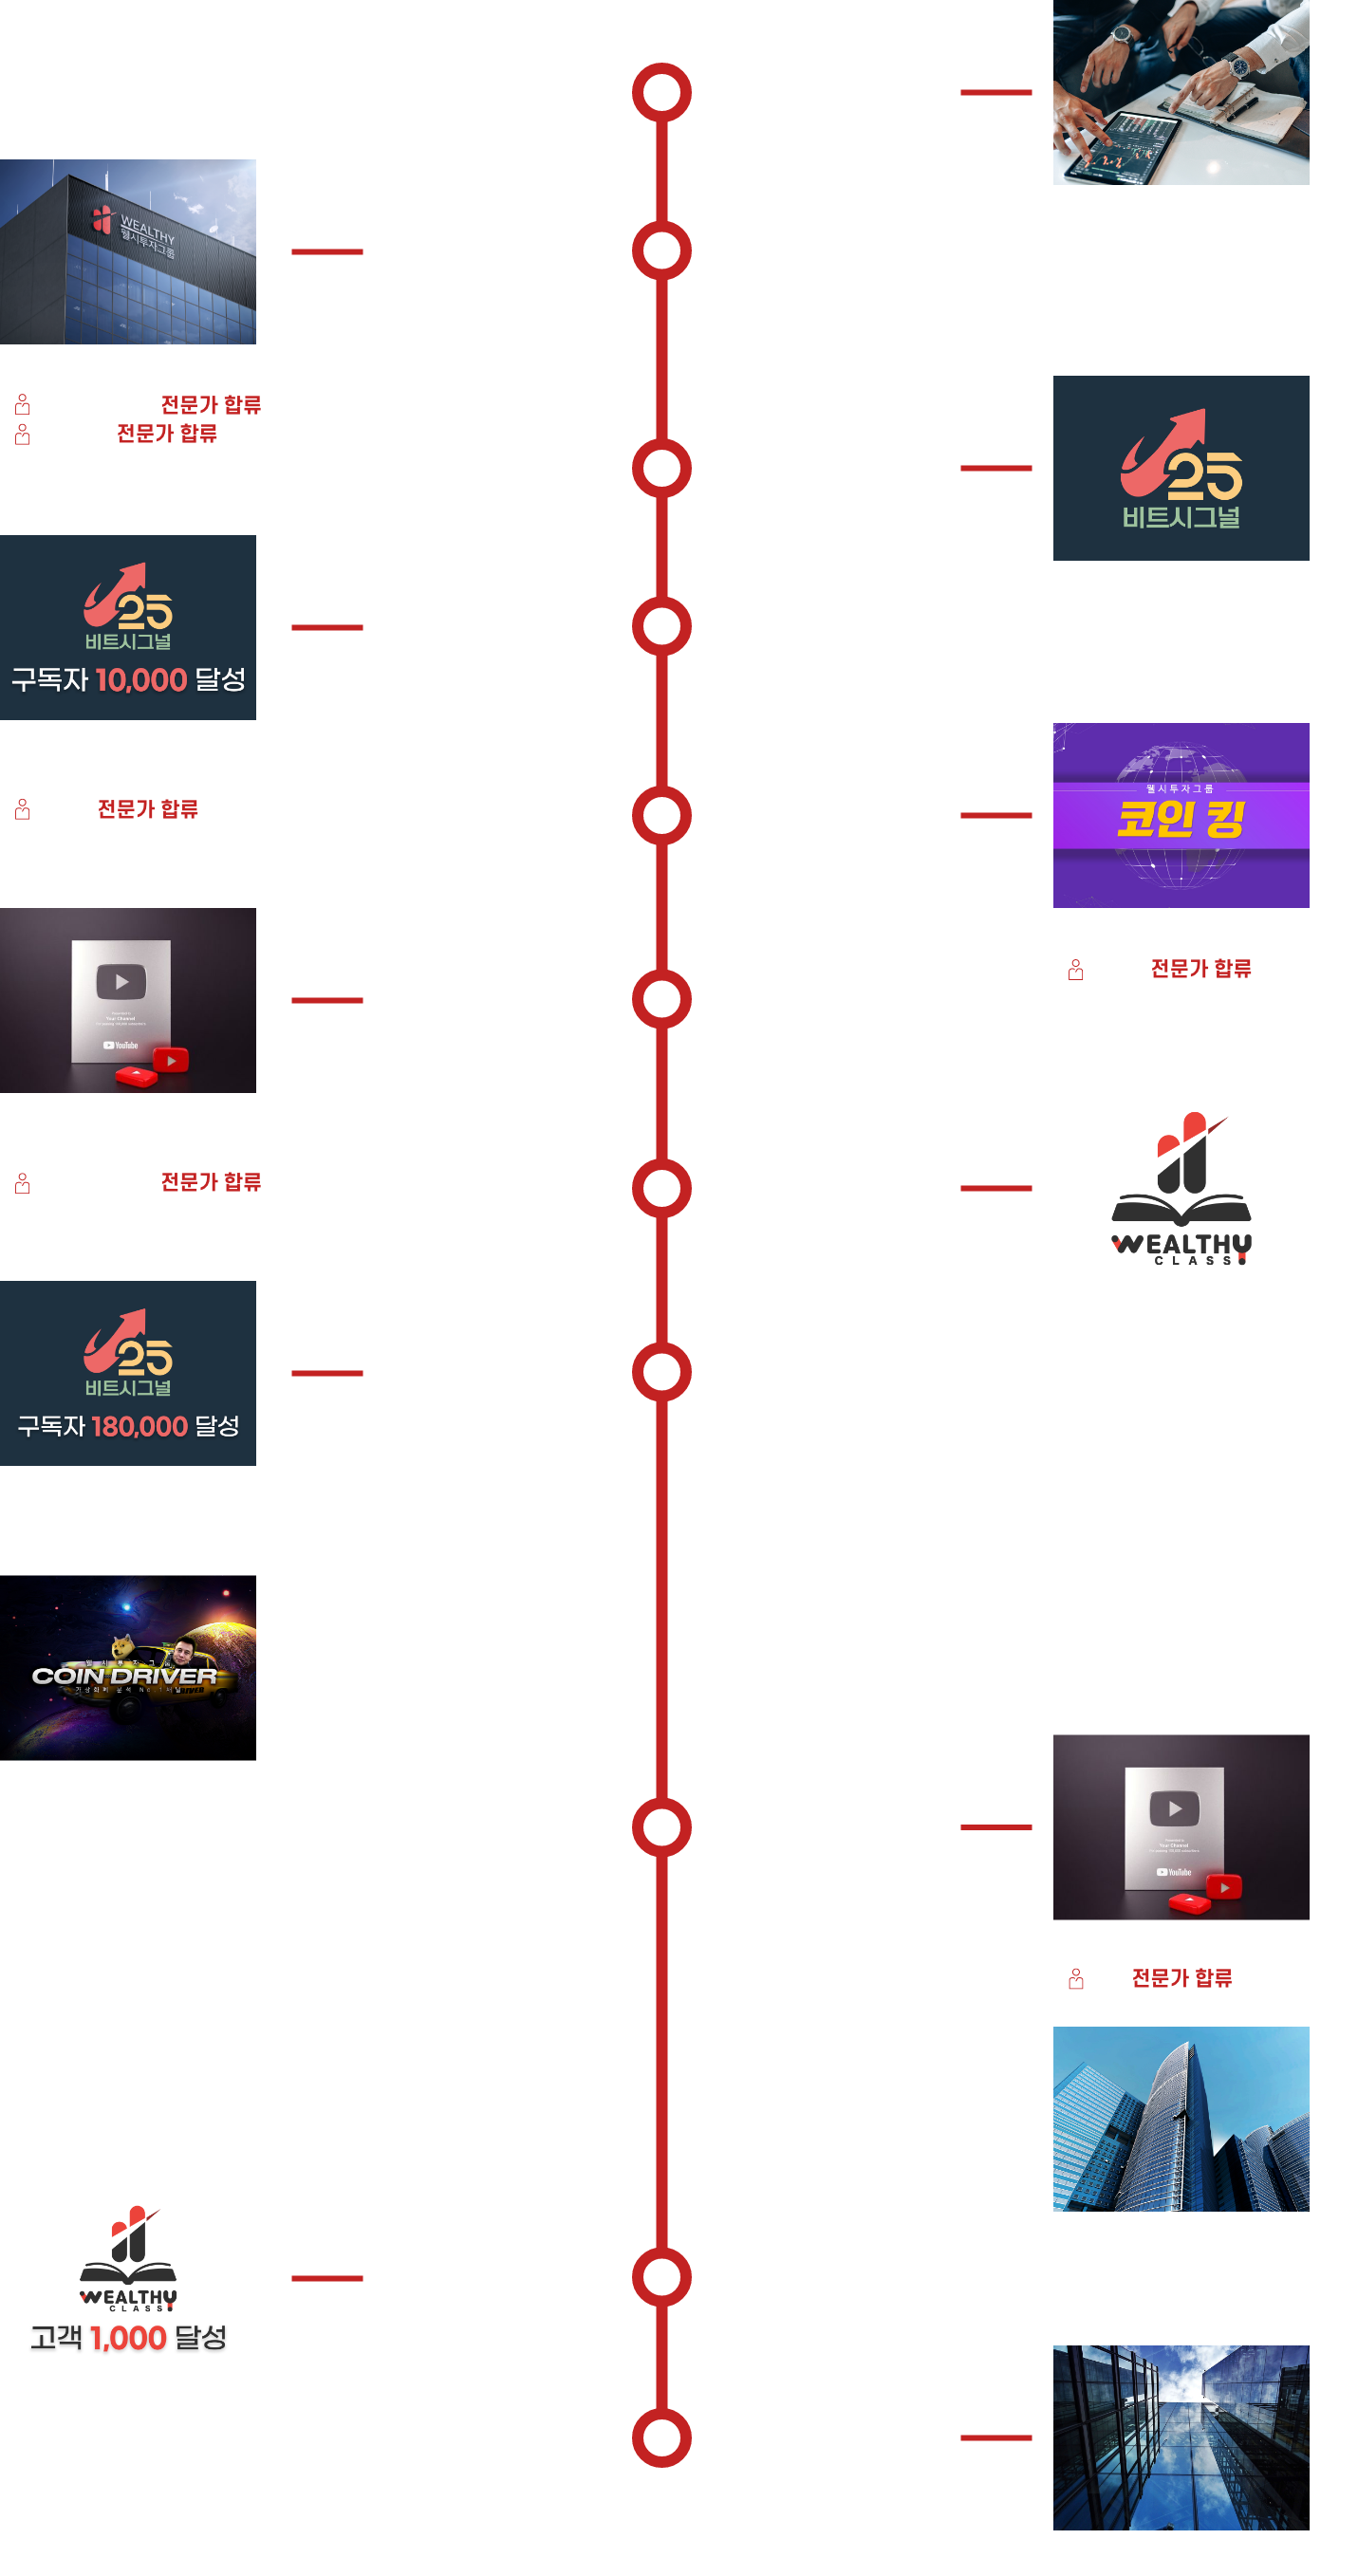 WEALTHY
웰시투자그룹
전문가 합류
전문가 합류
25
비트시그널
25
비트시그널
구독자 10,000 달성
웰시투자그룹
코인 킹
전문가 합류
YouTube
전문가 합류
WEALTHY
CLASS
전문가 합류
25
비트시그널
구독자 180,000 달성
COIN DRIVER
Your Channel
YouTube
전문가 합류
WEALTHY
CLASS
고객 1,000 달성